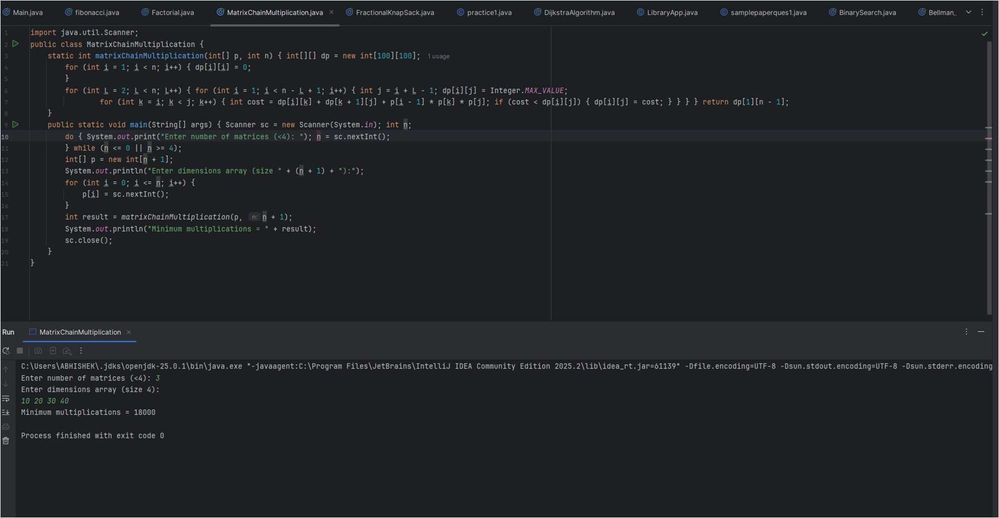 Main.java fibonacci.java Factorial.java MatrixChainMultiplication.java × FractionalKnapSack.java practice1.java DijkstraAlgorithm.java LibraryApp.java samplepaperques1.java BinarySearch.java Bellman_
1 import java.util.Scanner;
2 public class MatrixChainMultiplication {
3 static int matrixChainMultiplication(int[] p, int n) { int[][] dp = new int[100][100]; 1 usage
4 for (int i = 1; i < n; i++) { dp[i][i] = 0;
5 }
6 for (int L = 2; L < n; L++) { for (int i = 1; i < n - L + 1; i++) { int j = i + L - 1; dp[i][j] = Integer.MAX_VALUE;
7 for (int k = i; k < j; k++) { int cost = dp[i][k] + dp[k + 1][j] + p[i - 1] * p[k] * p[j]; if (cost < dp[i][j]) { dp[i][j] = cost; } } } } return dp[1][n - 1];
8 }
9 public static void main(String[] args) { Scanner sc = new Scanner(System.in); int n;
10 do { System.out.print("Enter number of matrices (<4): "); n = sc.nextInt();
11 } while (n <= 0 || n >= 4);
12 int[] p = new int[n + 1];
13 System.out.println("Enter dimensions array (size " + (n + 1) + "):");
14 for (int i = 0; i <= n; i++) {
15 p[i] = sc.nextInt();
16 }
17 int result = matrixChainMultiplication(p, n: n + 1);
18 System.out.println("Minimum multiplications = " + result);
19 sc.close();
20 }
21 }
Run MatrixChainMultiplication ×
C:\Users\ABHISHEK\.jdks\openjdk-25.0.1\bin\java.exe "-javaagent:C:\Program Files\JetBrains\IntelliJ IDEA Community Edition 2025.2\lib\idea_rt.jar=61139" -Dfile.encoding=UTF-8 -Dsun.stdout.encoding=UTF-8 -Dsun.stderr.encoding
Enter number of matrices (<4): 3
Enter dimensions array (size 4):
10 20 30 40
Minimum multiplications = 18000
Process finished with exit code 0